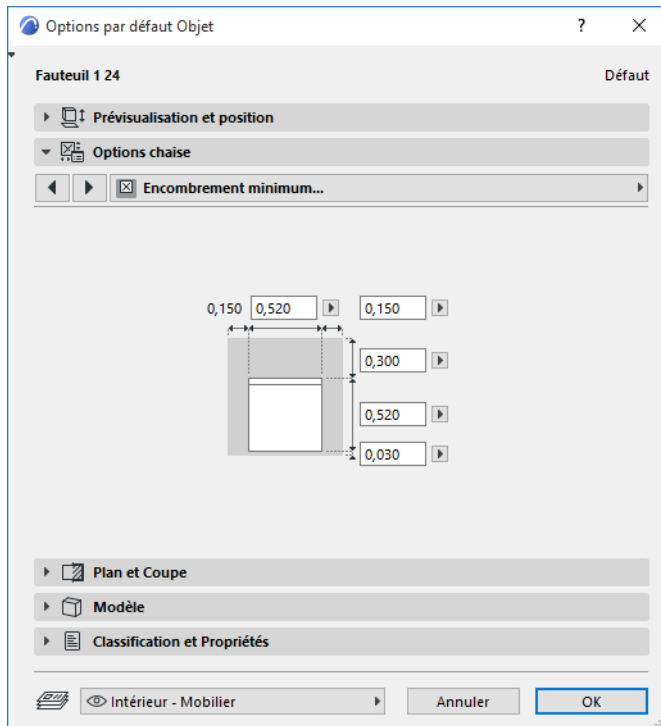 Options par défaut Objet
?
Fauteuil 1 24
Défaut
Prévisualisation et position
Options chaise
Encombrement minimum...
0,150 0,520 0,150
0,300
0,520
0,030
Plan et Coupe
Modèle
Classification et Propriétés
Intérieur - Mobilier
Annuler
OK